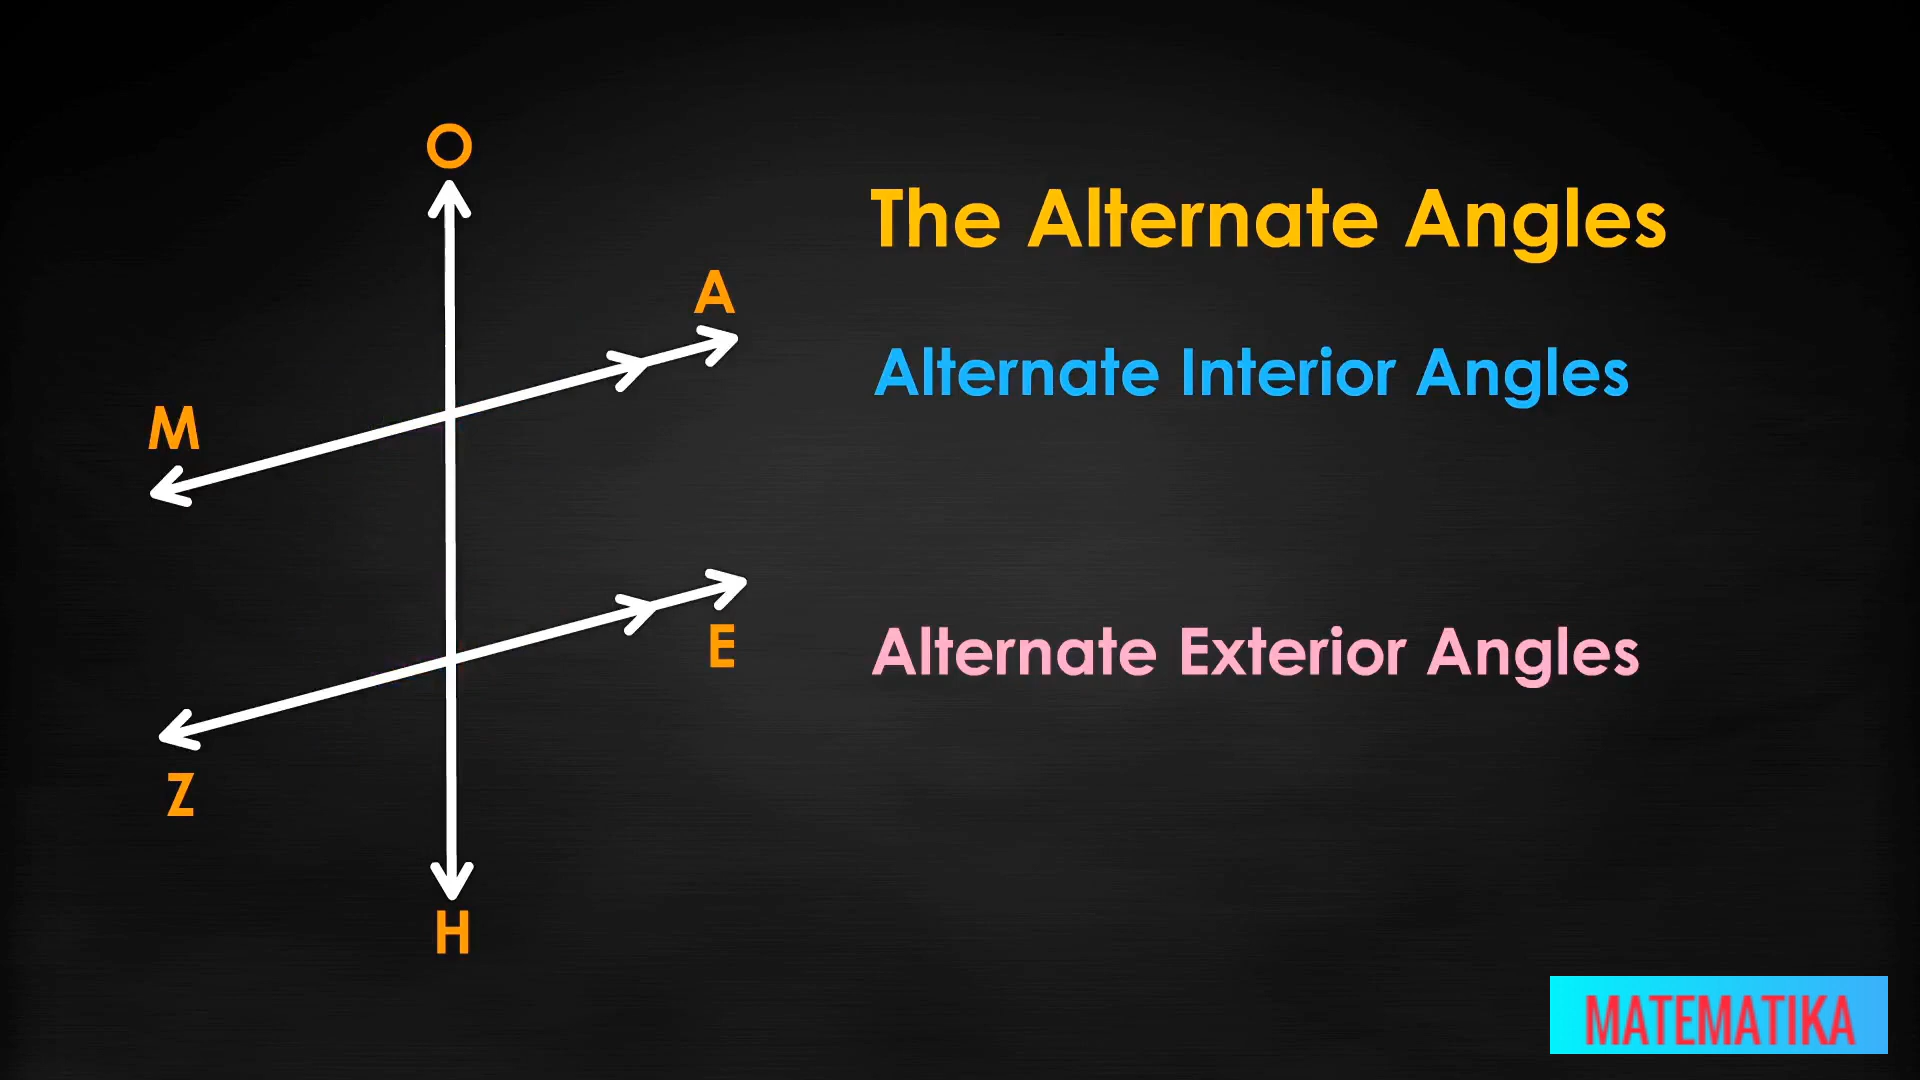 O
The Alternate Angles
A
Alternate Interior Angles
M
E
Alternate Exterior Angles
Z
H
MATEMATIKA